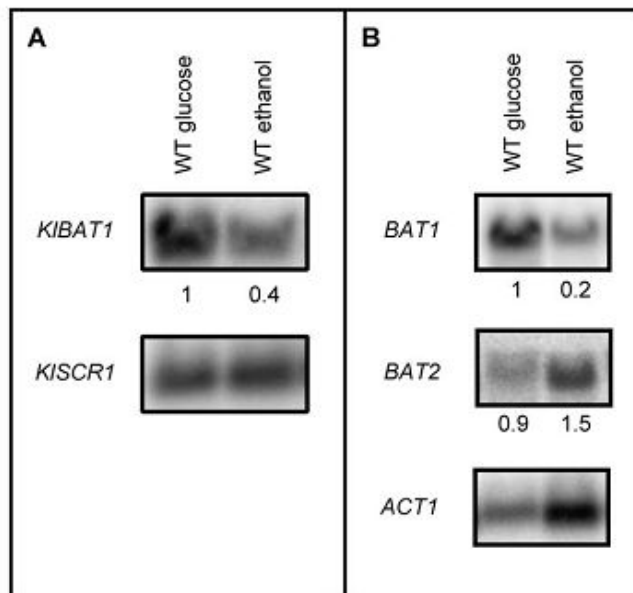 A
WT glucose
WT ethanol
KlBAT1
1 0.4
KlSCR1
B
WT glucose
WT ethanol
BAT1
1 0.2
BAT2
0.9 1.5
ACT1